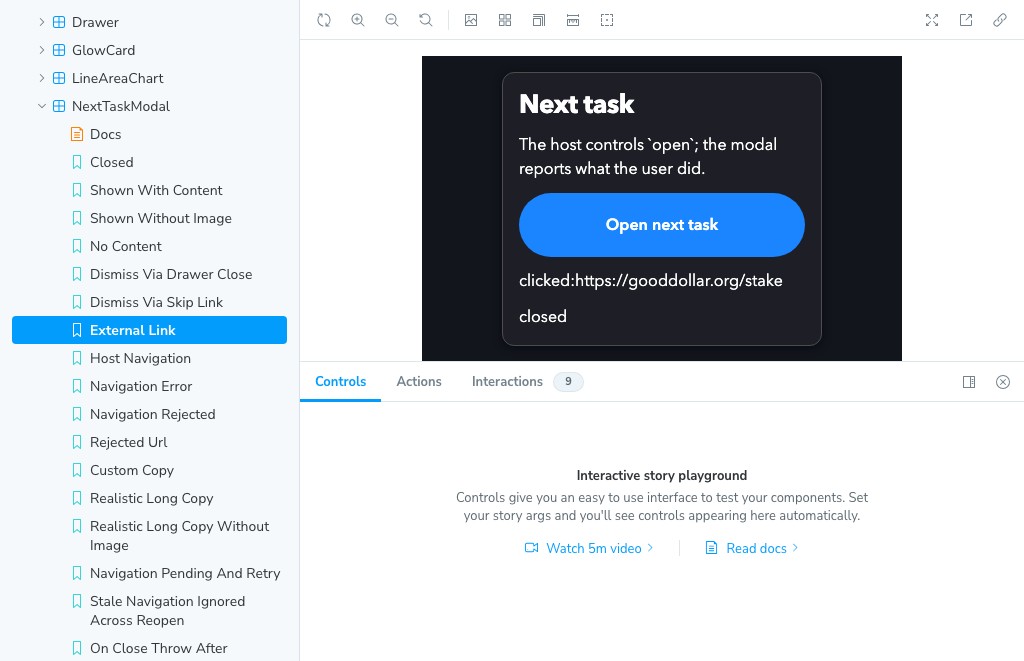 Drawer
GlowCard
LineAreaChart
NextTaskModal
Docs
Closed
Shown With Content
Shown Without Image
No Content
Dismiss Via Drawer Close
Dismiss Via Skip Link
External Link
Host Navigation
Navigation Error
Navigation Rejected
Rejected Url
Custom Copy
Realistic Long Copy
Realistic Long Copy Without
Image
Navigation Pending And Retry
Stale Navigation Ignored
Across Reopen
On Close Throw After
Next task
The host controls `open`; the modal
reports what the user did.
Open next task
clicked:https://gooddollar.org/stake
closed
Controls
Actions
Interactions 9
Interactive story playground
Controls give you an easy to use interface to test your components. Set
your story args and you'll see controls appearing here automatically.
Watch 5m video
Read docs